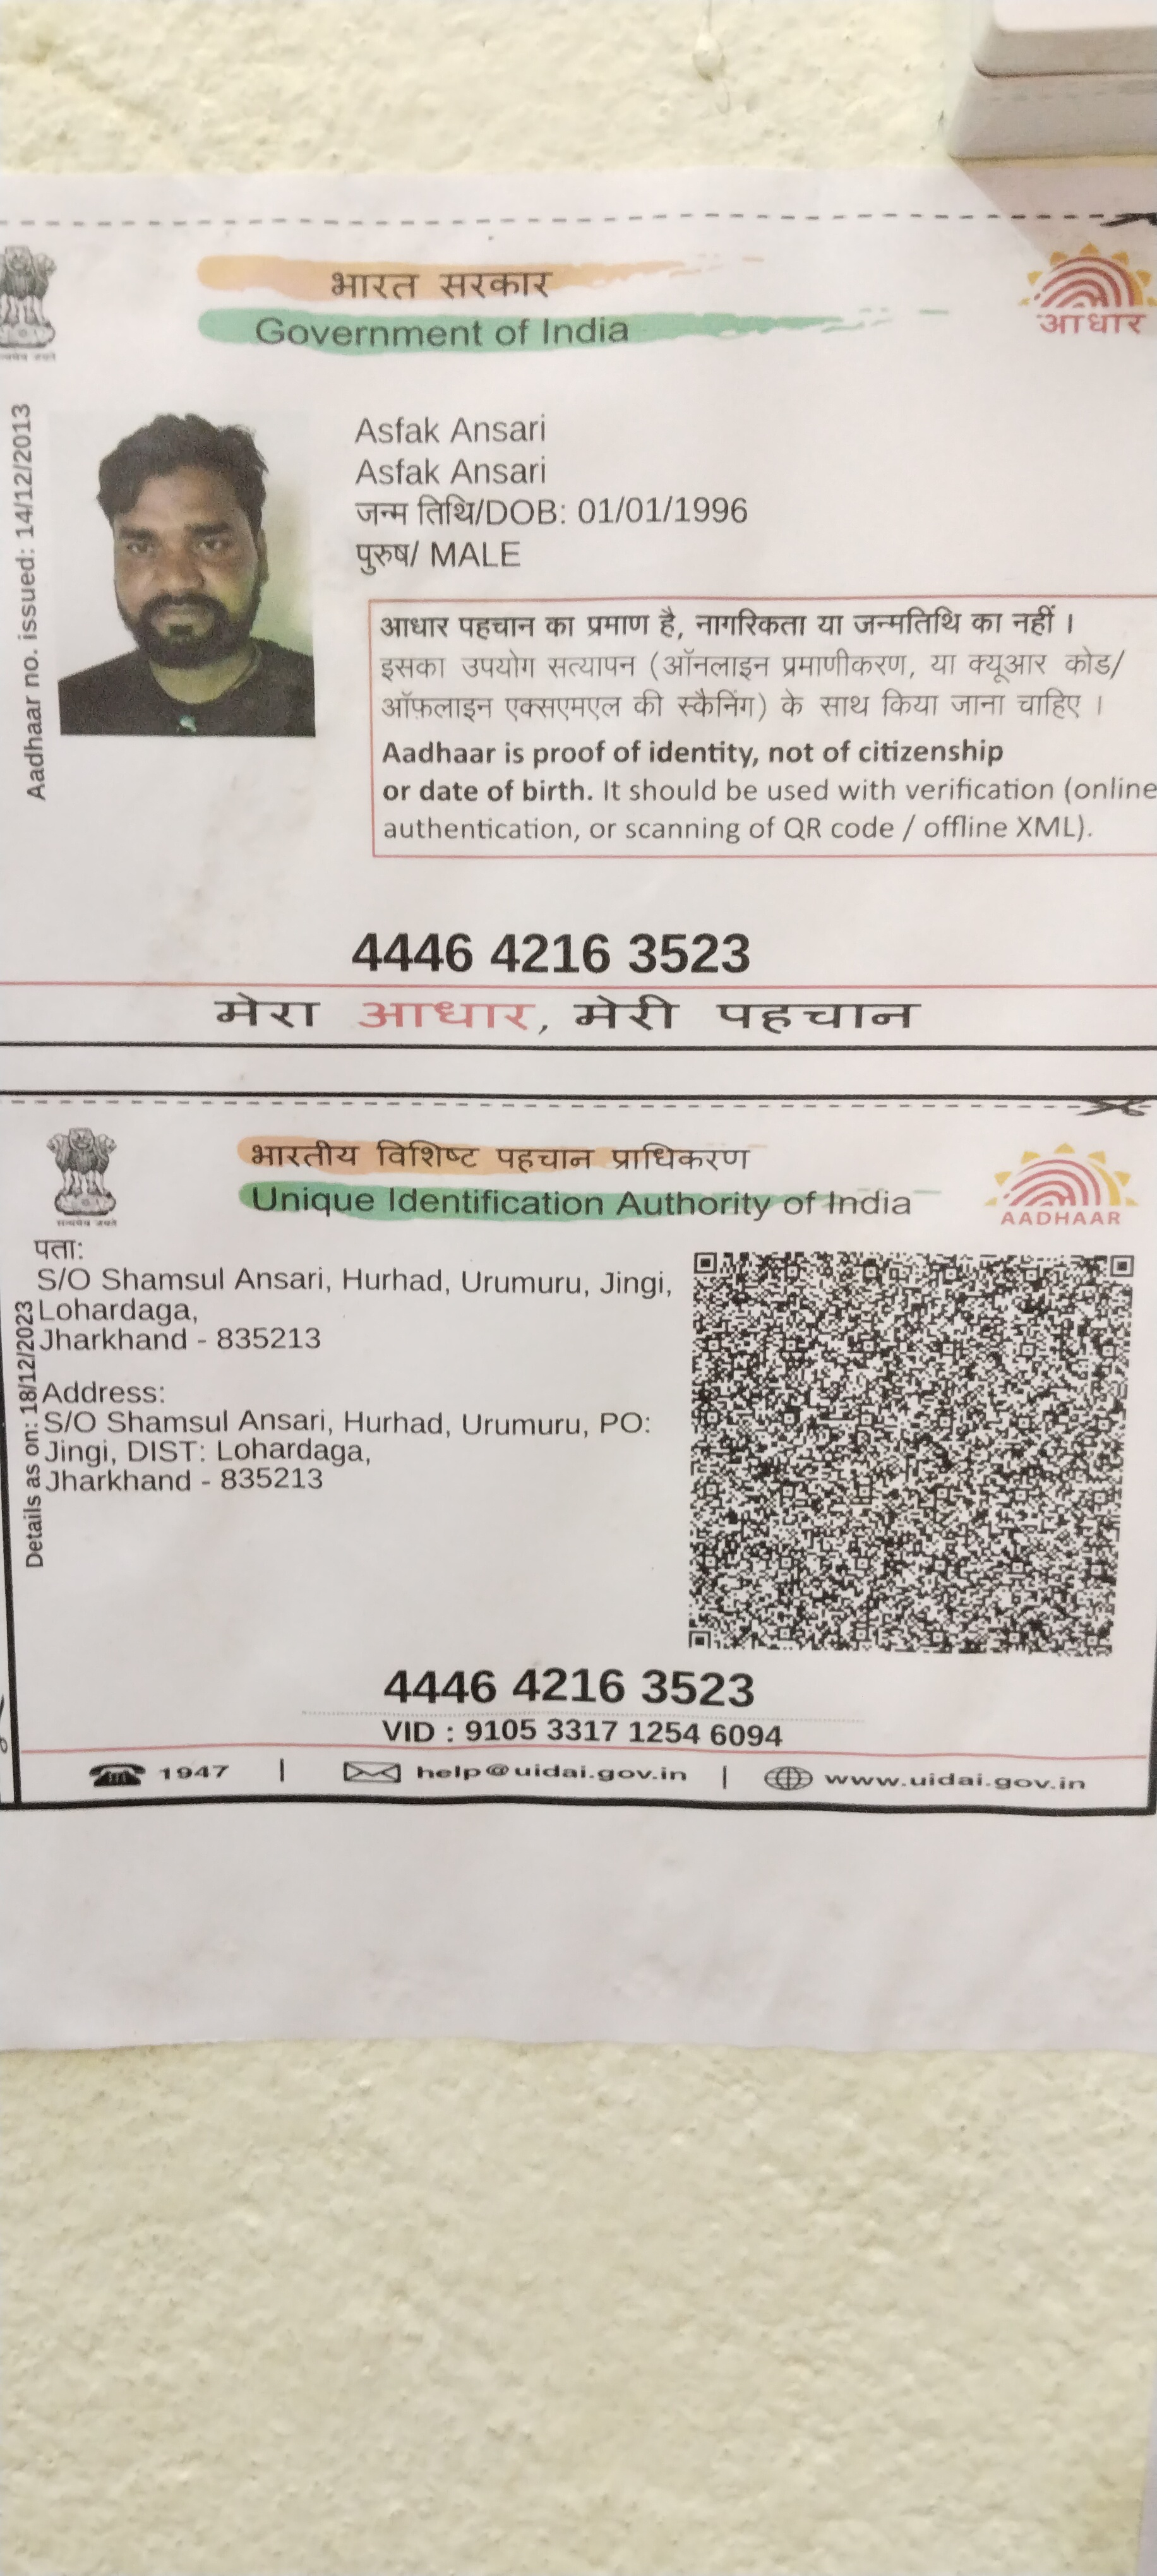 भारत सरकार
Government of India
आधार
Aadhaar no. issued: 14/12/2013
Asfak Ansari
Asfak Ansari
जन्म तिथि/DOB: 01/01/1996
पुरुष/ MALE
आधार पहचान का प्रमाण है, नागरिकता या जन्मतिथि का नहीं ।
इसका उपयोग सत्यापन (ऑनलाइन प्रमाणीकरण, या क्यूआर कोड/
ऑफ़लाइन एक्सएमएल की स्कैनिंग) के साथ किया जाना चाहिए ।
Aadhaar is proof of identity, not of citizenship
or date of birth. It should be used with verification (online
authentication, or scanning of QR code / offline XML).
4446 4216 3523
मेरा आधार, मेरी पहचान
भारतीय विशिष्ट पहचान प्राधिकरण
Unique Identification Authority of India
सत्यमेव जयते
AADHAAR
पता:
S/O Shamsul Ansari, Hurhad, Urumuru, Jingi,
Lohardaga,
Jharkhand - 835213
Details as on: 18/12/2023
Address:
S/O Shamsul Ansari, Hurhad, Urumuru, PO:
Jingi, DIST: Lohardaga,
Jharkhand - 835213
4446 4216 3523
VID : 9105 3317 1254 6094
1947 | help@uidai.gov.in | www.uidai.gov.in